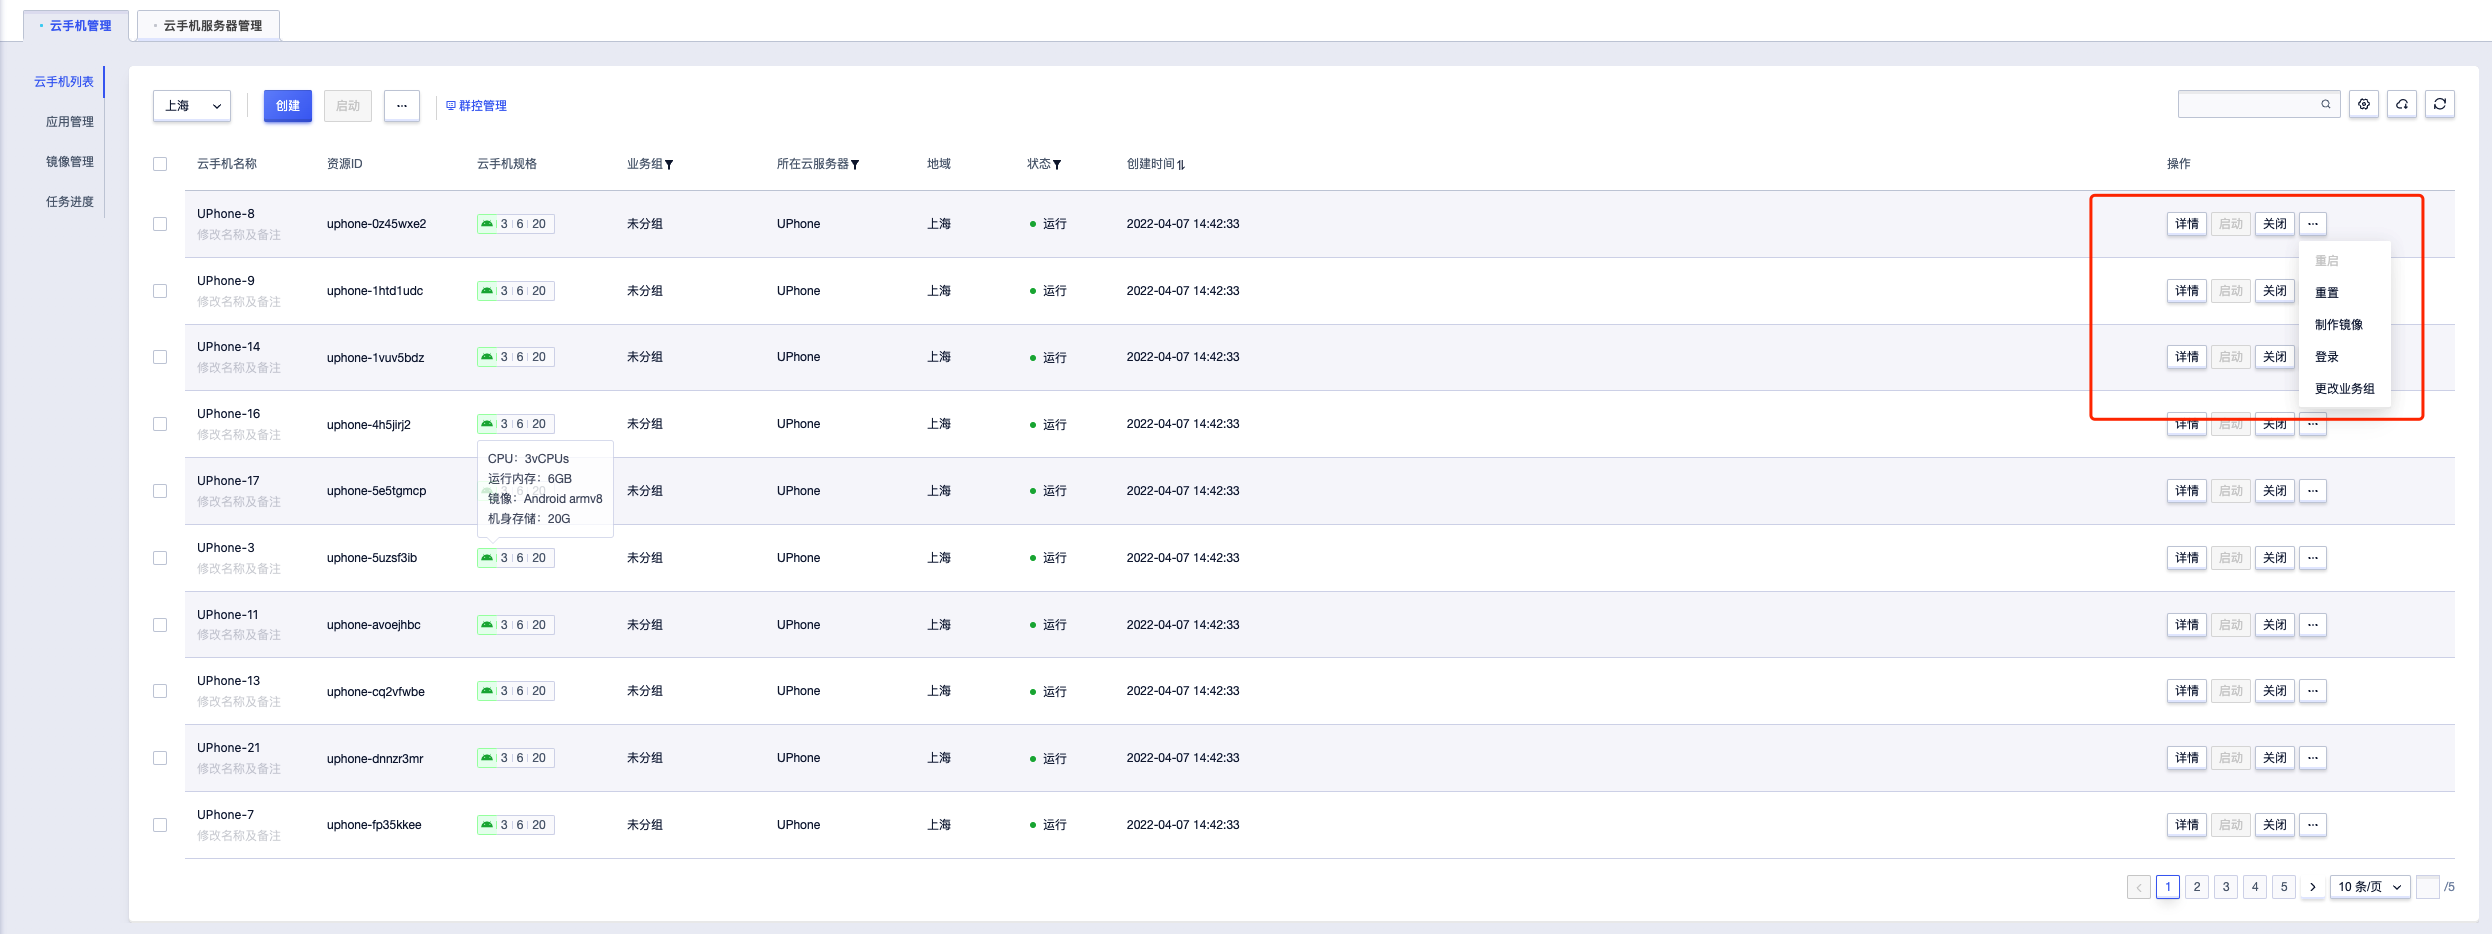 云手机管理 云手机服务器管理
云手机列表
应用管理
镜像管理
任务进度
上海 创建 启动 ... 群控管理
云手机名称 资源ID 云手机规格 业务组 所在云服务器 地域 状态 创建时间 操作
UPhone-8
修改名称及备注
uphone-0z45wxe2 3 6 20 未分组 UPhone 上海 运行 2022-04-07 14:42:33 详情 启动 关闭 ...
重启
重置
制作镜像
登录
更改业务组
UPhone-9
修改名称及备注
uphone-1htd1udc 3 6 20 未分组 UPhone 上海 运行 2022-04-07 14:42:33 详情 启动 关闭
UPhone-14
修改名称及备注
uphone-1vuv5bdz 3 6 20 未分组 UPhone 上海 运行 2022-04-07 14:42:33 详情 启动 关闭
UPhone-16
修改名称及备注
uphone-4h5jirj2 3 6 20 未分组 UPhone 上海 运行 2022-04-07 14:42:33 详情 启动 关闭 ...
CPU：3vCPUs
运行内存：6GB
镜像：Android armv8
机身存储：20G
UPhone-17
修改名称及备注
uphone-5e5tgmcp 3 6 20 未分组 UPhone 上海 运行 2022-04-07 14:42:33 详情 启动 关闭 ...
UPhone-3
修改名称及备注
uphone-5uzsf3ib 3 6 20 未分组 UPhone 上海 运行 2022-04-07 14:42:33 详情 启动 关闭 ...
UPhone-11
修改名称及备注
uphone-avoejhbc 3 6 20 未分组 UPhone 上海 运行 2022-04-07 14:42:33 详情 启动 关闭 ...
UPhone-13
修改名称及备注
uphone-cq2vfwbe 3 6 20 未分组 UPhone 上海 运行 2022-04-07 14:42:33 详情 启动 关闭 ...
UPhone-21
修改名称及备注
uphone-dnnzr3mr 3 6 20 未分组 UPhone 上海 运行 2022-04-07 14:42:33 详情 启动 关闭 ...
UPhone-7
修改名称及备注
uphone-fp35kkee 3 6 20 未分组 UPhone 上海 运行 2022-04-07 14:42:33 详情 启动 关闭 ...
1 2 3 4 5 10 条/页 /5